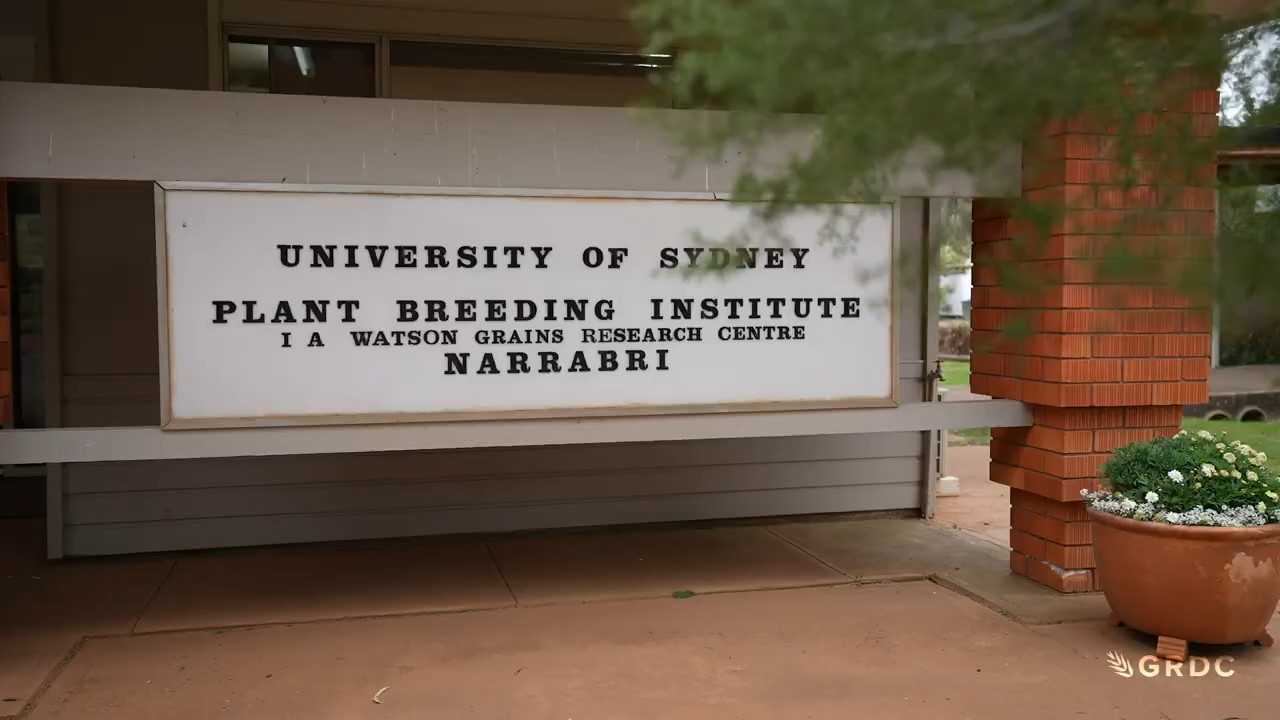 UNIVERSITY OF SYDNEY
PLANT BREEDING INSTITUTE
I A WATSON GRAINS RESEARCH CENTRE
NARRABRI
GRDC